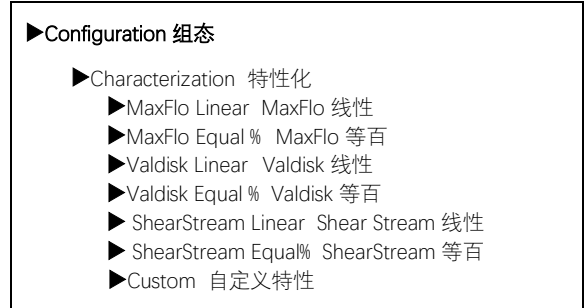 ▶Configuration 组态
▶Characterization 特性化
▶MaxFlo Linear MaxFlo 线性
▶MaxFlo Equal % MaxFlo 等百
▶Valdisk Linear Valdisk 线性
▶Valdisk Equal % Valdisk 等百
▶ ShearStream Linear Shear Stream 线性
▶ ShearStream Equal% ShearStream 等百
▶Custom 自定义特性